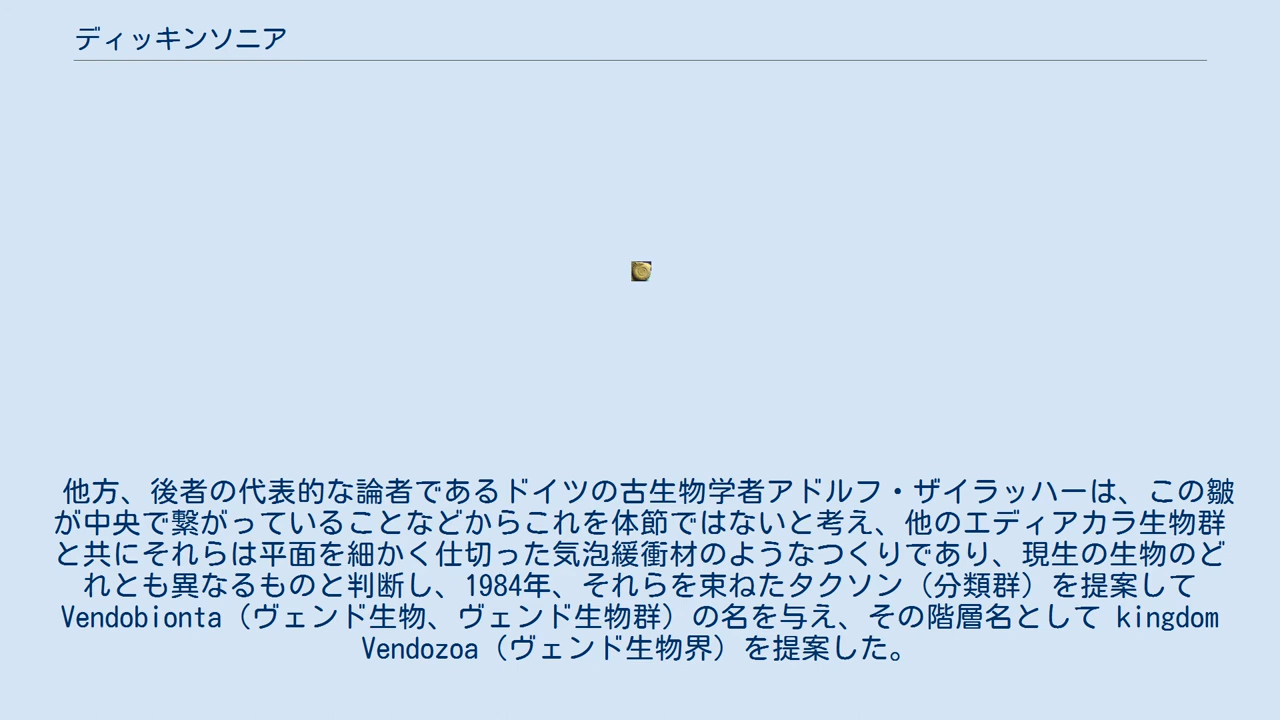 ディッキンソニア
他方、後者の代表的な論者であるドイツの古生物学者アドルフ・ザイラッハーは、この皺
が中央で繋がっていることなどからこれを体節ではないと考え、他のエディアカラ生物群
と共にそれらは平面を細かく仕切った気泡緩衝材のようなつくりであり、現生の生物のど
れとも異なるものと判断し、1984年、それらを束ねたタクソン（分類群）を提案して
Vendobionta（ヴェンド生物、ヴェンド生物群）の名を与え、その階層名として kingdom
Vendozoa（ヴェンド生物界）を提案した。